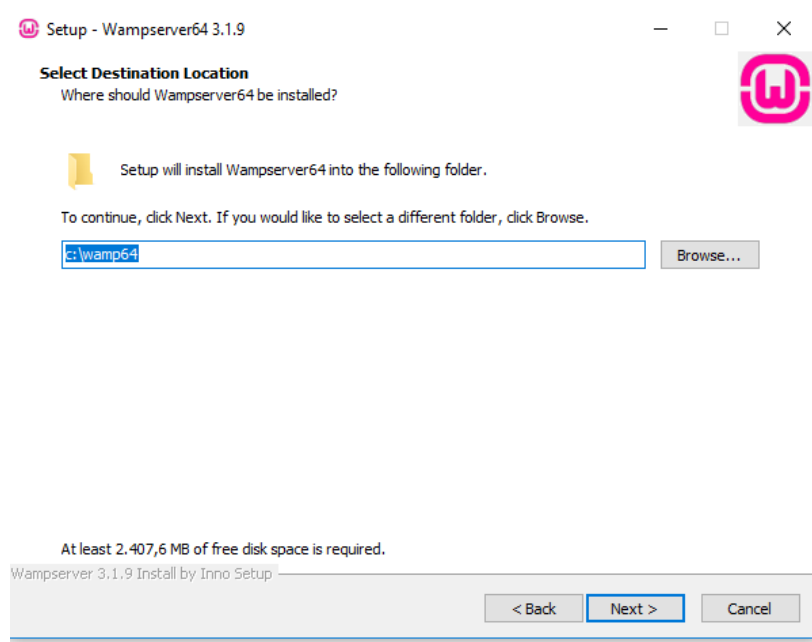 Setup - Wampserver64 3.1.9
Select Destination Location
Where should Wampserver64 be installed?
Setup will install Wampserver64 into the following folder.
To continue, click Next. If you would like to select a different folder, click Browse.
c:\wamp64
Browse...
At least 2.407,6 MB of free disk space is required.
Wampserver 3.1.9 Install by Inno Setup
< Back
Next >
Cancel